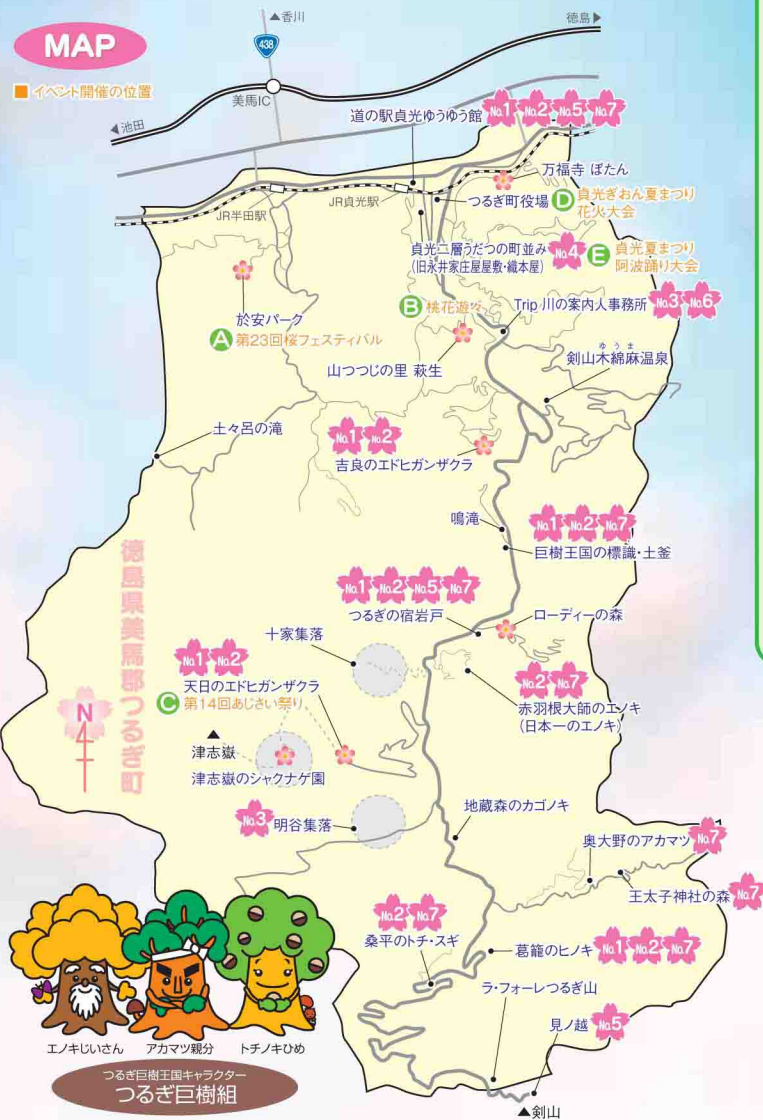 MAP
■ イベント開催の位置
▲香川
438
徳島▶
美馬IC
◀池田
道の駅貞光ゆうゆう館 No.1 No.2 No.5 No.7
万福寺 ぼたん
JR半田駅
JR貞光駅
つるぎ町役場 D 貞光ぎおん夏まつり
花火大会
貞光二層うだつの町並み No.4 E 貞光夏まつり
(旧永井家庄屋屋敷・織本屋) 阿波踊り大会
於安パーク
A 第23回桜フェスティバル
B 桃花遊々
Trip 川の案内人事務所 No.3 No.6
山つつじの里 萩生
ゆうま
剣山木綿麻温泉
土々呂の滝
No.1 No.2
吉良のエドヒガンザクラ
鳴滝
No.1 No.2 No.7
巨樹王国の標識・土釜
徳島県美馬郡つるぎ町
No.1 No.2 No.5 No.7
つるぎの宿岩戸
ローディーの森
十家集落
No.1 No.2
天日のエドヒガンザクラ
C 第14回あじさい祭り
No.2 No.7
赤羽根大師のエノキ
(日本一のエノキ)
N
▲
津志嶽
津志嶽のシャクナゲ園
No.3 明谷集落
地蔵森のカゴノキ
奥大野のアカマツ No.7
王太子神社の森 No.7
No.2 No.7
桑平のトチ・スギ
葛籠のヒノキ No.1 No.2 No.7
ラ・フォーレつるぎ山
見ノ越 No.5
▲剣山
エノキじいさん アカマツ親分 トチノキひめ
つるぎ巨樹王国キャラクター
つるぎ巨樹組